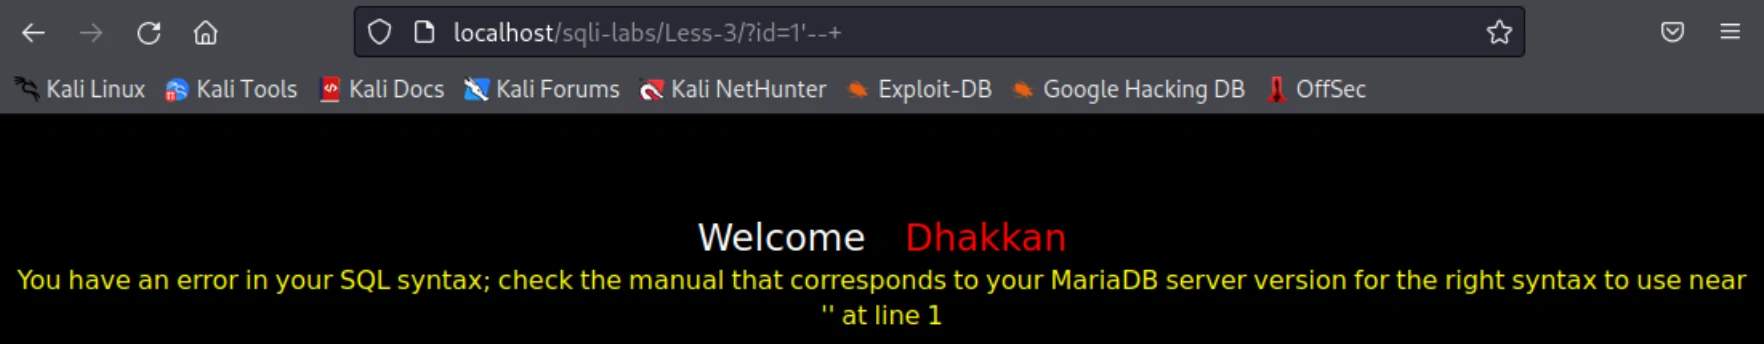 localhost/sqli-labs/Less-3/?id=1'--+
Kali Linux Kali Tools Kali Docs Kali Forums Kali NetHunter Exploit-DB Google Hacking DB OffSec
Welcome Dhakkan
You have an error in your SQL syntax; check the manual that corresponds to your MariaDB server version for the right syntax to use near
'' at line 1